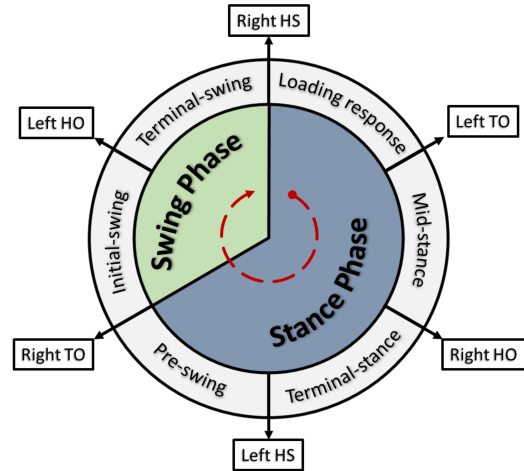 Right HS
Terminal-swing
Loading response
Left HO
Left TO
Swing Phase
Initial-swing
Mid-stance
Stance Phase
Right TO
Right HO
Pre-swing
Terminal-stance
Left HS